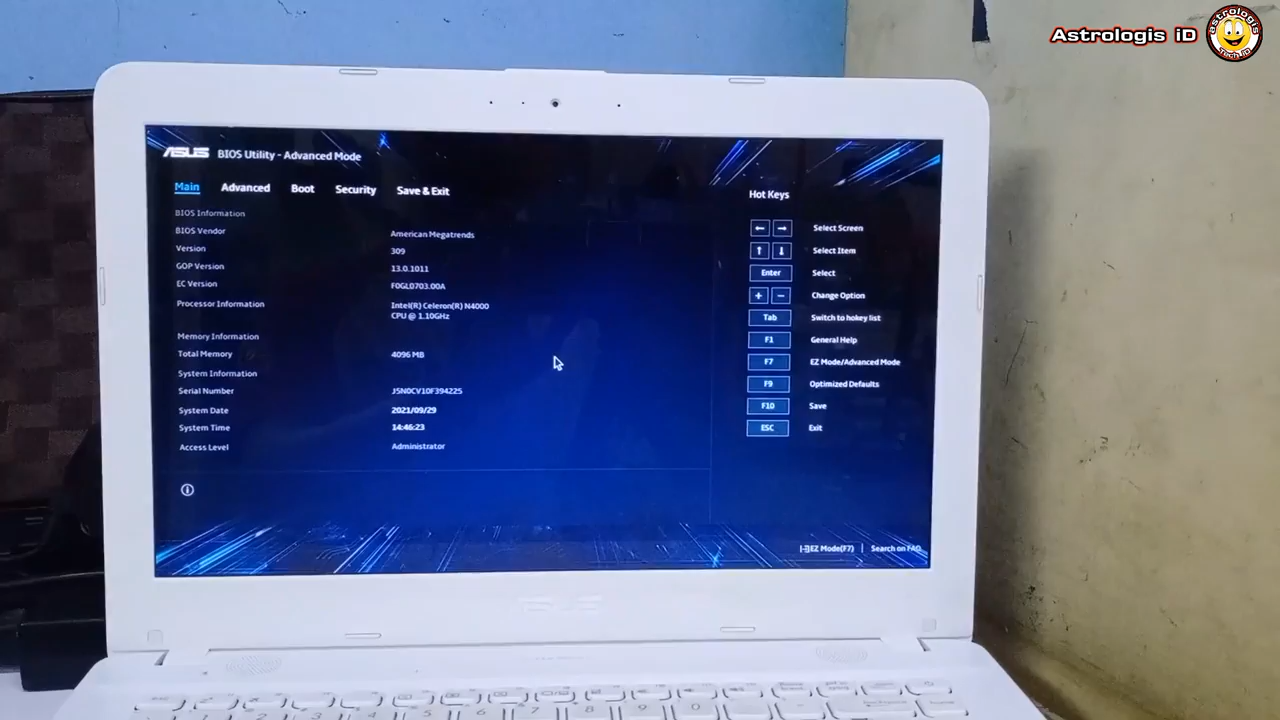 Astrologis iD
astrologis
Tech iD
ASUS BIOS Utility - Advanced Mode
Main Advanced Boot Security Save & Exit
BIOS Information
BIOS Vendor American Megatrends
Version 309
GOP Version 13.0.1011
EC Version F0GL0703.00A
Processor Information Intel(R) Celeron(R) N4000
CPU @ 1.10GHz
Memory Information
Total Memory 4096 MB
System Information
Serial Number J5N0CV10F394225
System Date 2021/09/29
System Time 14:46:23
Access Level Administrator
Hot Keys
← → Select Screen
↑ ↓ Select Item
Enter Select
+ − Change Option
Tab Switch to hokey list
F1 General Help
F7 EZ Mode/Advanced Mode
F9 Optimized Defaults
F10 Save
ESC Exit
EZ Mode(F7) | Search on FAQ
ASUS